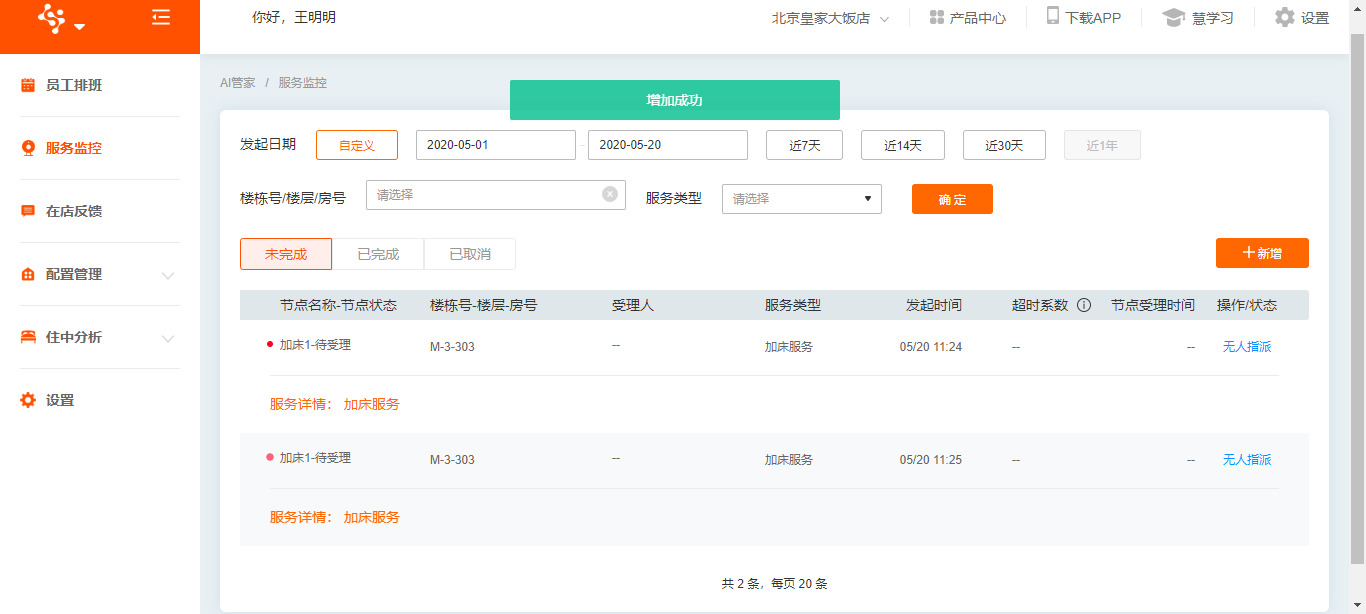 你好，王明明
北京皇家大饭店 产品中心 下载APP 慧学习 设置
员工排班
服务监控
在店反馈
配置管理
住中分析
设置
AI管家 / 服务监控
增加成功
发起日期 自定义 2020-05-01 - 2020-05-20 近7天 近14天 近30天 近1年
楼栋号/楼层/房号 请选择 服务类型 请选择 确 定
未完成 已完成 已取消 +新增
节点名称-节点状态 楼栋号-楼层-房号 受理人 服务类型 发起时间 超时系数 节点受理时间 操作/状态
加床1-待受理 M-3-303 -- 加床服务 05/20 11:24 -- -- 无人指派
服务详情： 加床服务
加床1-待受理 M-3-303 -- 加床服务 05/20 11:25 -- -- 无人指派
服务详情： 加床服务
共 2 条，每页 20 条